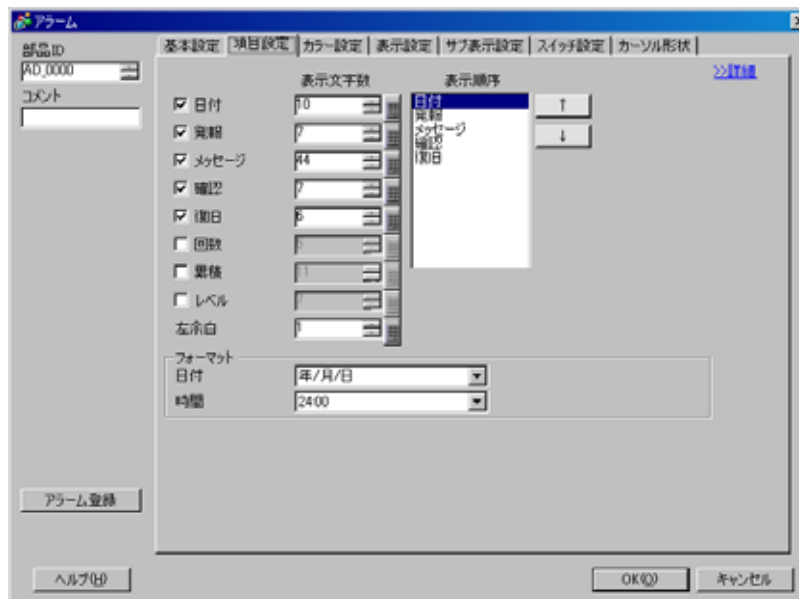 アラーム
部品ID
AD_0000
コメント
基本設定 項目設定 カラー設定 表示設定 サブ表示設定 スイッチ設定 カーソル形状
>>詳細
表示文字数 表示順序
日付 10
発報 7
メッセージ 44
確認 7
復旧 6
回数
累積 11
レベル 7
左余白 1
日付
発報
メッセージ
確認
復旧
↑
↓
フォーマット
日付 年/月/日
時間 24:00
アラーム登録
ヘルプ(H)
OK(O)
キャンセル